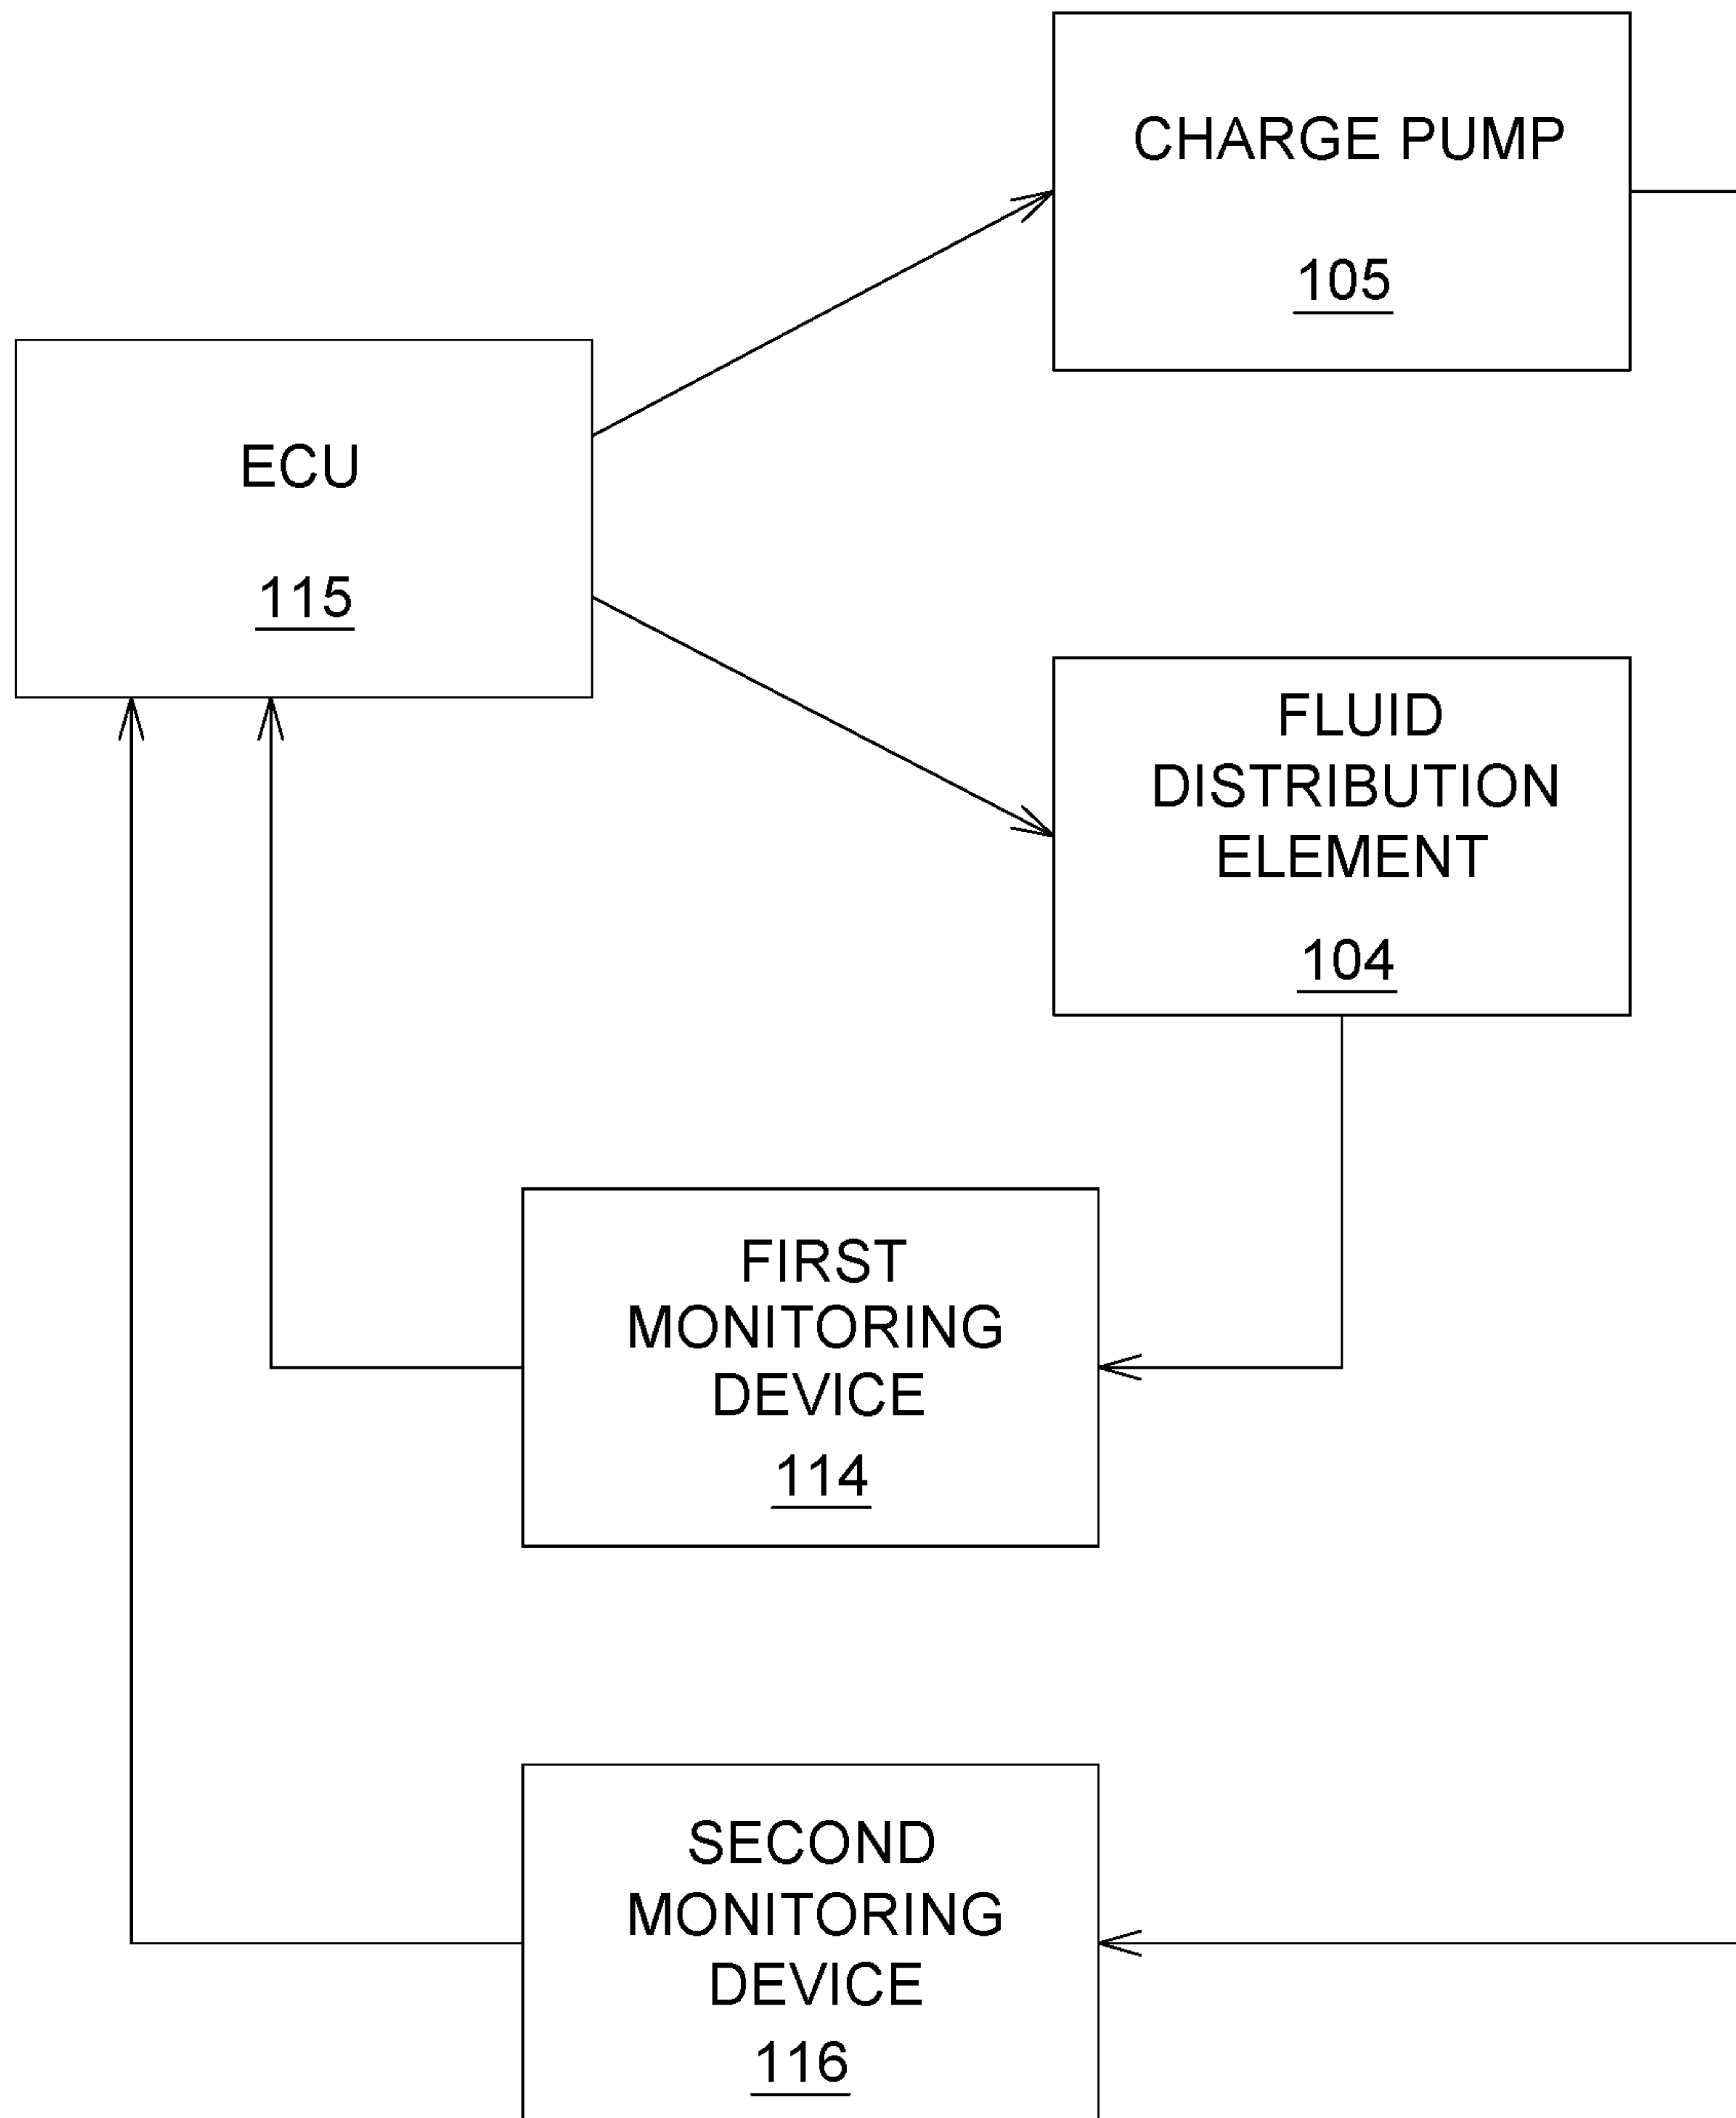 CHARGE PUMP
105
ECU
115
FLUID
DISTRIBUTION
ELEMENT
104
FIRST
MONITORING
DEVICE
114
SECOND
MONITORING
DEVICE
116